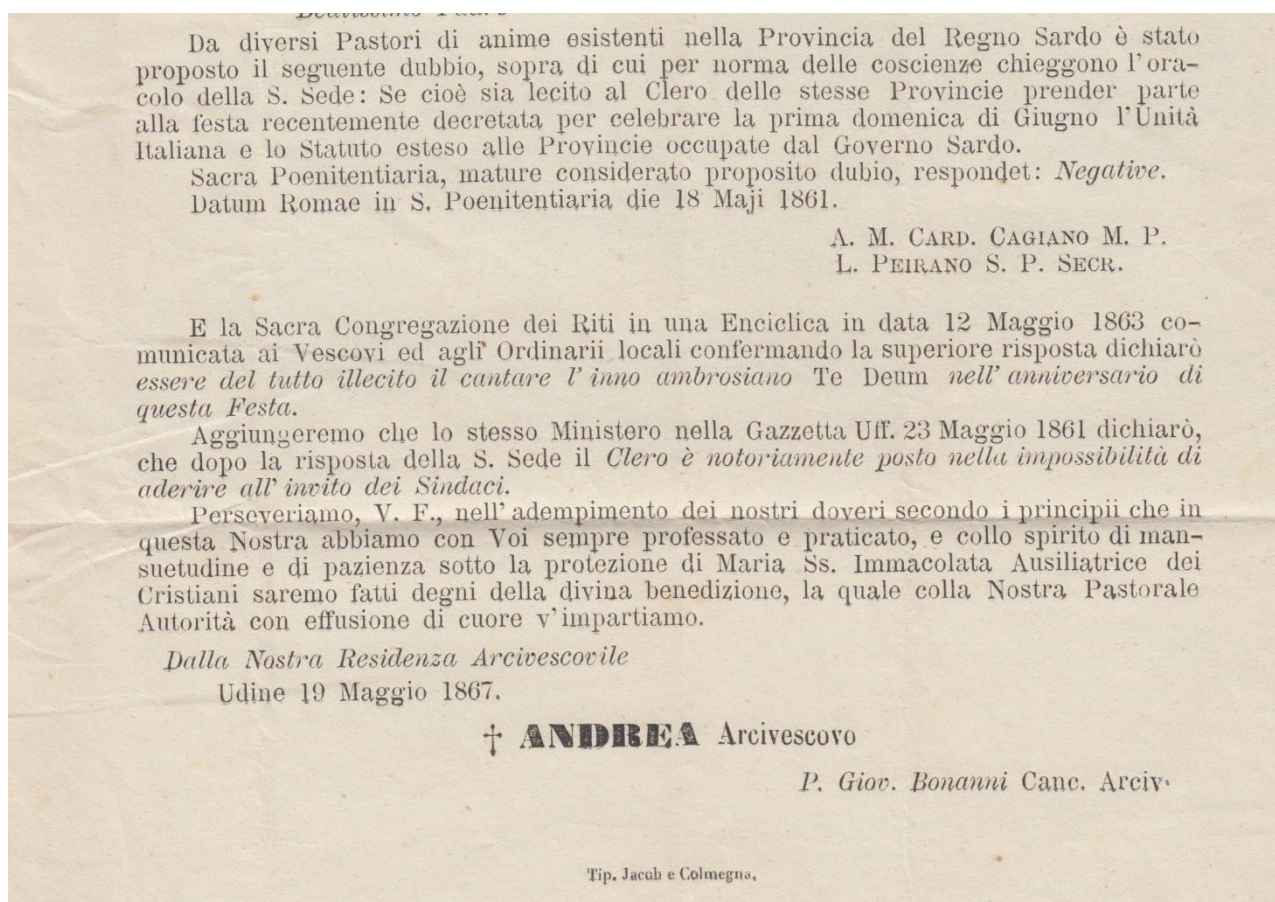 Beatissimo Padre
Da diversi Pastori di anime esistenti nella Provincia del Regno Sardo è stato
proposto il seguente dubbio, sopra di cui per norma delle coscienze chieggono l'ora-
colo della S. Sede: Se cioè sia lecito al Clero delle stesse Provincie prender parte
alla festa recentemente decretata per celebrare la prima domenica di Giugno l'Unità
Italiana e lo Statuto esteso alle Provincie occupate dal Governo Sardo.
Sacra Poenitentiaria, mature considerato proposito dubio, respondet: Negative.
Datum Romae in S. Poenitentiaria die 18 Maji 1861.
A. M. CARD. CAGIANO M. P.
L. PEIRANO S. P. SECR.
E la Sacra Congregazione dei Riti in una Enciclica in data 12 Maggio 1863 co-
municata ai Vescovi ed agli Ordinarii locali confermando la superiore risposta dichiarò
essere del tutto illecito il cantare l'inno ambrosiano Te Deum nell'anniversario di
questa Festa.
Aggiungeremo che lo stesso Ministero nella Gazzetta Uff. 23 Maggio 1861 dichiarò,
che dopo la risposta della S. Sede il Clero è notoriamente posto nella impossibilità di
aderire all'invito dei Sindaci.
Perseveriamo, V. F., nell'adempimento dei nostri doveri secondo i principii che in
questa Nostra abbiamo con Voi sempre professato e praticato, e collo spirito di man-
suetudine e di pazienza sotto la protezione di Maria Ss. Immacolata Ausiliatrice dei
Cristiani saremo fatti degni della divina benedizione, la quale colla Nostra Pastorale
Autorità con effusione di cuore v'impartiamo.
Dalla Nostra Residenza Arcivescovile
Udine 19 Maggio 1867.
† ANDREA Arcivescovo
P. Giov. Bonanni Canc. Arciv.
Tip. Jacob e Colmegna.